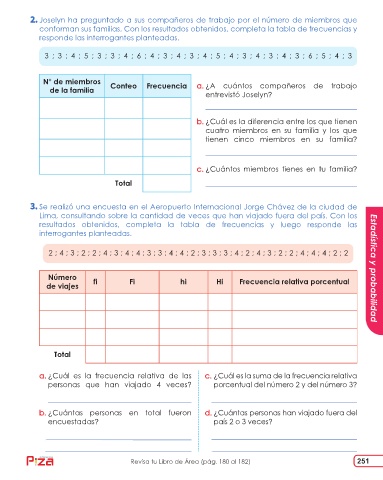 2. Joselyn ha preguntado a sus compañeros de trabajo por el número de miembros que
conforman sus familias. Con los resultados obtenidos, completa la tabla de frecuencias y
responde las interrogantes planteadas.
3 ; 3 ; 4 ; 5 ; 3 ; 3 ; 4 ; 6 ; 4 ; 3 ; 4 ; 3 ; 4 ; 5 ; 4 ; 3 ; 4 ; 3 ; 4 ; 3 ; 6 ; 5 ; 4 ; 3
N° de miembros
de la familia
Conteo
Frecuencia
Total
a. ¿A cuántos compañeros de trabajo
entrevistó Joselyn?
b. ¿Cuál es la diferencia entre los que tienen
cuatro miembros en su familia y los que
tienen cinco miembros en su familia?
c. ¿Cuántos miembros tienes en tu familia?
3. Se realizó una encuesta en el Aeropuerto Internacional Jorge Chávez de la ciudad de
Lima, consultando sobre la cantidad de veces que han viajado fuera del país. Con los
resultados obtenidos, completa la tabla de frecuencias y luego responde las
interrogantes planteadas.
2 ; 4 ; 3 ; 2 ; 2 ; 4 ; 3 ; 4 ; 4 ; 3 ; 3 ; 4 ; 4 ; 2 ; 3 ; 3 ; 3 ; 4 ; 2 ; 4 ; 3 ; 2 ; 2 ; 4 ; 4 ; 4 ; 2 ; 2
Número
de viajes
fi
Fi
hi
Hi
Frecuencia relativa porcentual
Total
a. ¿Cuál es la frecuencia relativa de las
personas que han viajado 4 veces?
b. ¿Cuántas personas en total fueron
encuestadas?
c. ¿Cuál es la suma de la frecuencia relativa
porcentual del número 2 y del número 3?
d. ¿Cuántas personas han viajado fuera del
país 2 o 3 veces?
Estadística y probabilidad
Revisa tu Libro de Área (pág. 180 al 182)
251